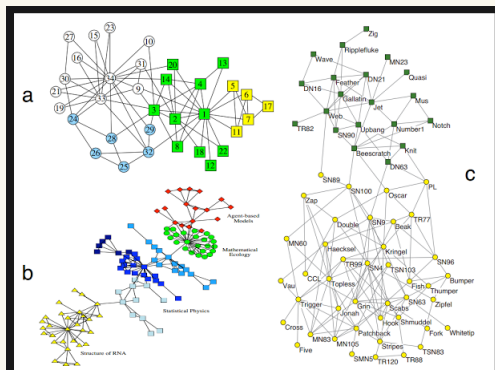 a
23
27
15
10
16
31
20
13
30
34
14
4
5
6
21
9
17
33
19
3
2
1
7
24
11
28
29
8
18
22
26
32
12
25
b
Agent-based
Models
Mathematical
Ecology
Statistical Physics
Structure of RNA
c
Zig
Ripplefluke
Wave
MN23
Feather
DN21
Quasi
DN16
Gallatin
Jet
Mus
Web
TR82
SN90
Upbang
Number1
Notch
Beescratch
Knit
DN63
SN89
SN100
Oscar
PL
Zap
Double
SN9
Beak
TR77
MN60
Haecksel
Kringel
TR99
SN4
TSN103
SN96
CCL
Topless
Fish
Bumper
Vau
Thumper
Trigger
Grin
SN63
Scabs
Zipfel
Jonah
Hook
Shmuddel
Cross
MN83
Patchback
Fork
Whitetip
Five
MN105
Stripes
TSN83
SMN5
TR120
TR88